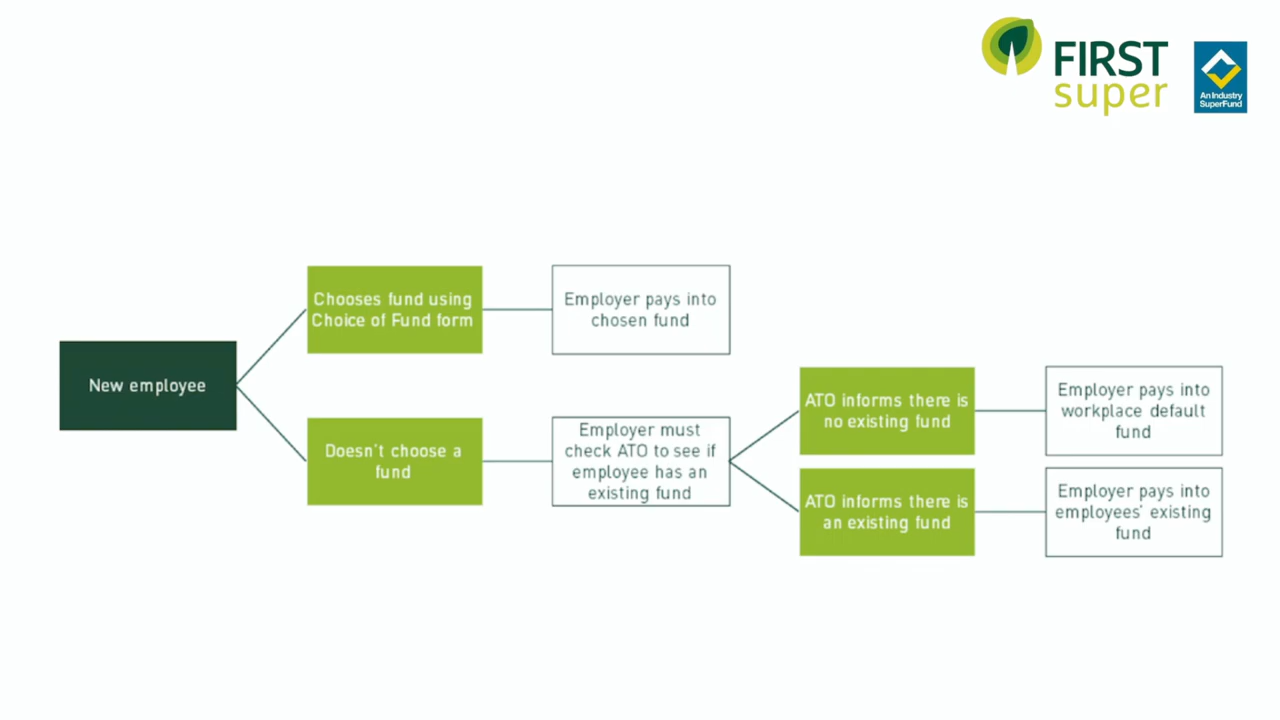 FIRST
super
An Industry
SuperFund
New employee
Chooses fund using
Choice of Fund form
Employer pays into
chosen fund
Doesn't choose a
fund
Employer must
check ATO to see if
employee has an
existing fund
ATO informs there is
no existing fund
Employer pays into
workplace default
fund
ATO informs there is
an existing fund
Employer pays into
employees' existing
fund